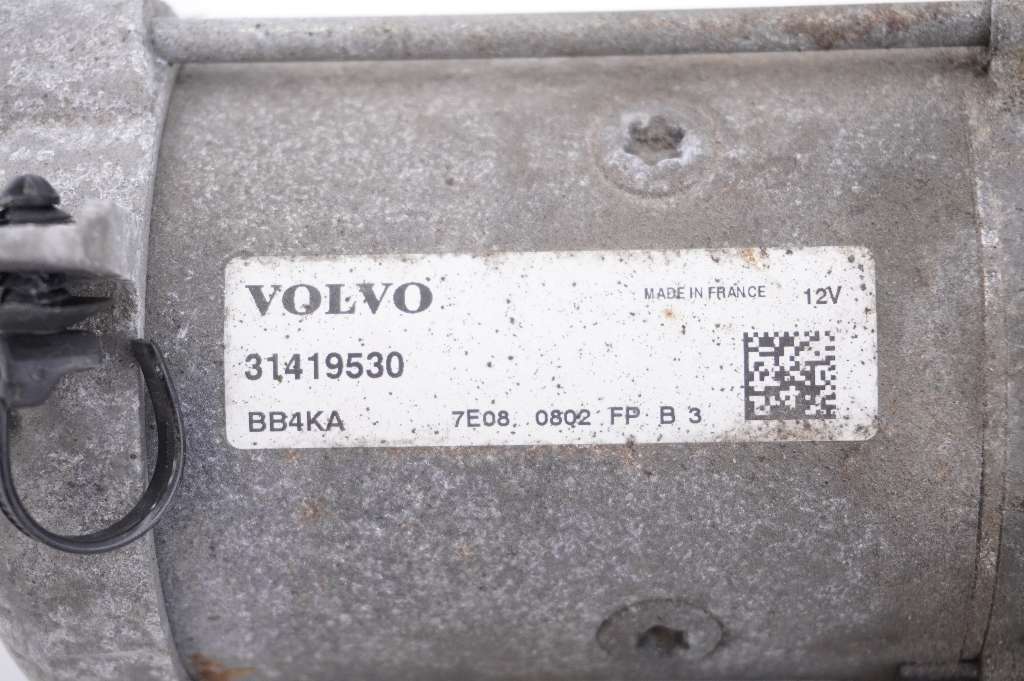 VOLVO MADE IN FRANCE 12V
31419530
BB4KA 7E08 0802 FP B 3